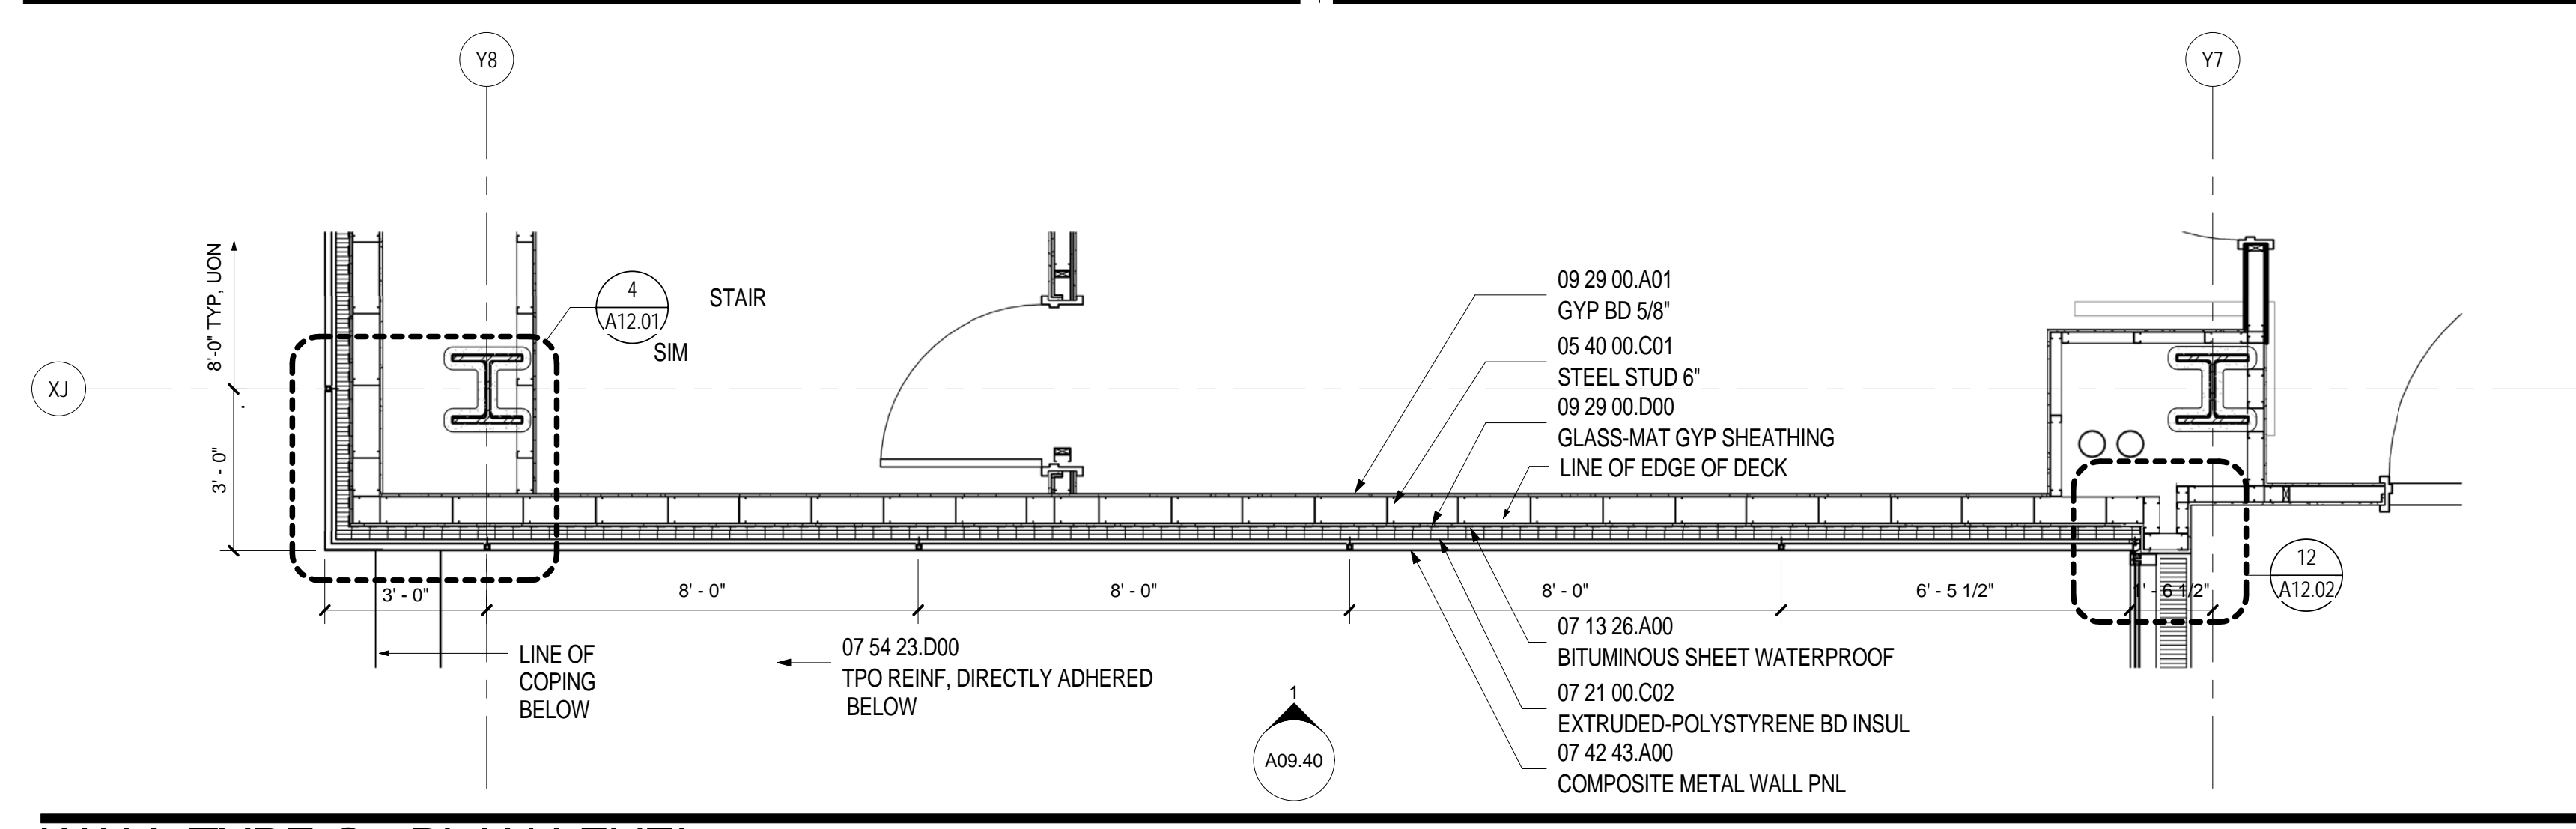 Y8
Y7
XJ
8'-0" TYP, UON
3' - 0"
4
A12.01
SIM
STAIR
09 29 00.A01
GYP BD 5/8"
05 40 00.C01
STEEL STUD 6"
09 29 00.D00
GLASS-MAT GYP SHEATHING
LINE OF EDGE OF DECK
12
A12.02
3' - 0"
8' - 0"
8' - 0"
8' - 0"
6' - 5 1/2"
1' - 6 1/2"
LINE OF
COPING
BELOW
07 54 23.D00
TPO REINF, DIRECTLY ADHERED
BELOW
1
A09.40
07 13 26.A00
BITUMINOUS SHEET WATERPROOF
07 21 00.C02
EXTRUDED-POLYSTYRENE BD INSUL
07 42 43.A00
COMPOSITE METAL WALL PNL